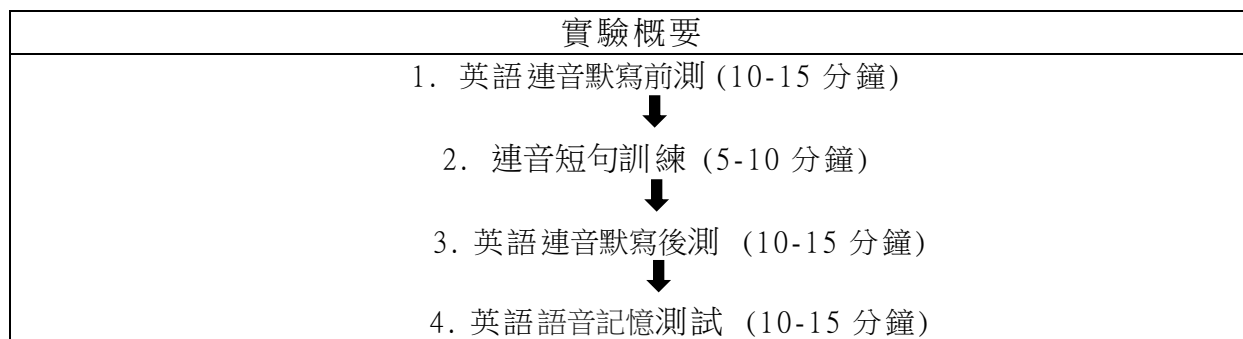 實驗概要
1. 英語連音默寫前測 (10-15 分鐘)
2. 連音短句訓練 (5-10 分鐘)
3. 英語連音默寫後測 (10-15 分鐘)
4. 英語語音記憶測試 (10-15 分鐘)